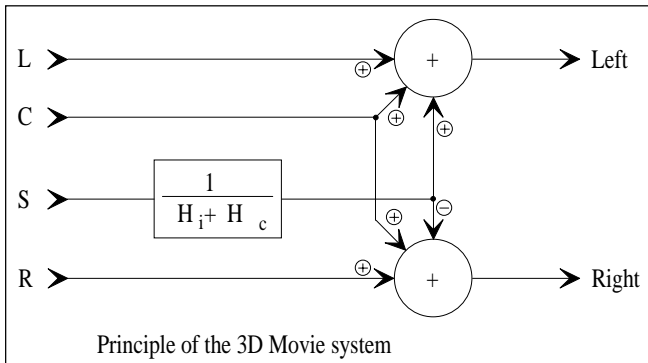 L + + Left
C + +
S 1 / H i + H c −
R + + Right
Principle of the 3D Movie system